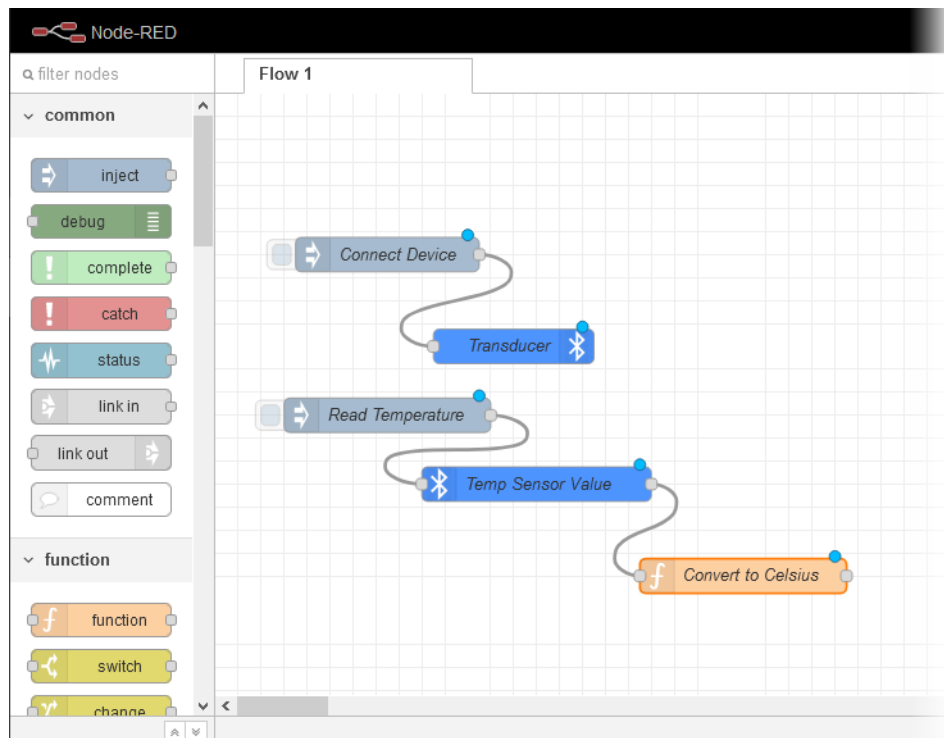 Node-RED
filter nodes
Flow 1
common
inject
debug
complete
catch
status
link in
link out
comment
function
function
switch
change
Connect Device
Transducer
Read Temperature
Temp Sensor Value
Convert to Celsius